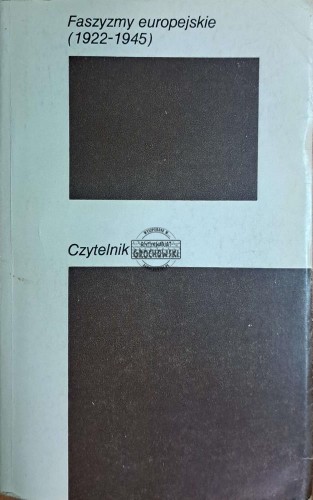 Faszyzmy europejskie
(1922-1945)
Czytelnik
GROCHOWSKI